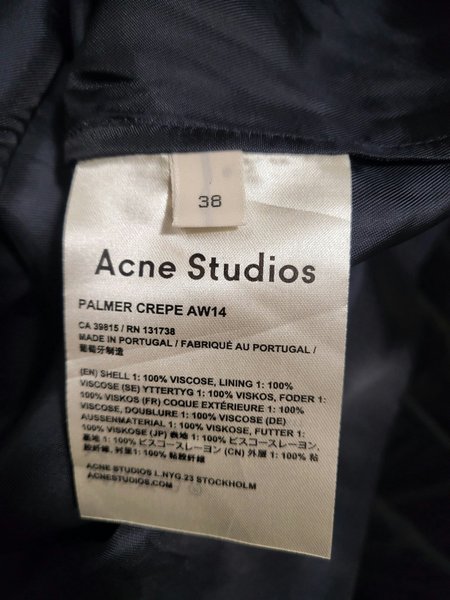 38
Acne Studios
PALMER CREPE AW14
CA 39815 / RN 131738
MADE IN PORTUGAL / FABRIQUÉ AU PORTUGAL /
葡萄牙制造
(EN) SHELL 1: 100% VISCOSE, LINING 1: 100%
VISCOSE (SE) YTTERTYG 1: 100% VISKOS, FODER 1:
100% VISKOS (FR) COQUE EXTÉRIEURE 1: 100%
VISCOSE, DOUBLURE 1: 100% VISCOSE (DE)
AUSSENMATERIAL 1: 100% VISKOSE, FUTTER 1:
100% VISKOSE (JP) 表地 1: 100% ビスコースレーヨン,
裏地 1: 100% ビスコースレーヨン (CN) 外層 1: 100% 粘
胶纤维, 衬里1: 100% 粘胶纤维
ACNE STUDIOS L.NYG.23 STOCKHOLM
ACNESTUDIOS.COM